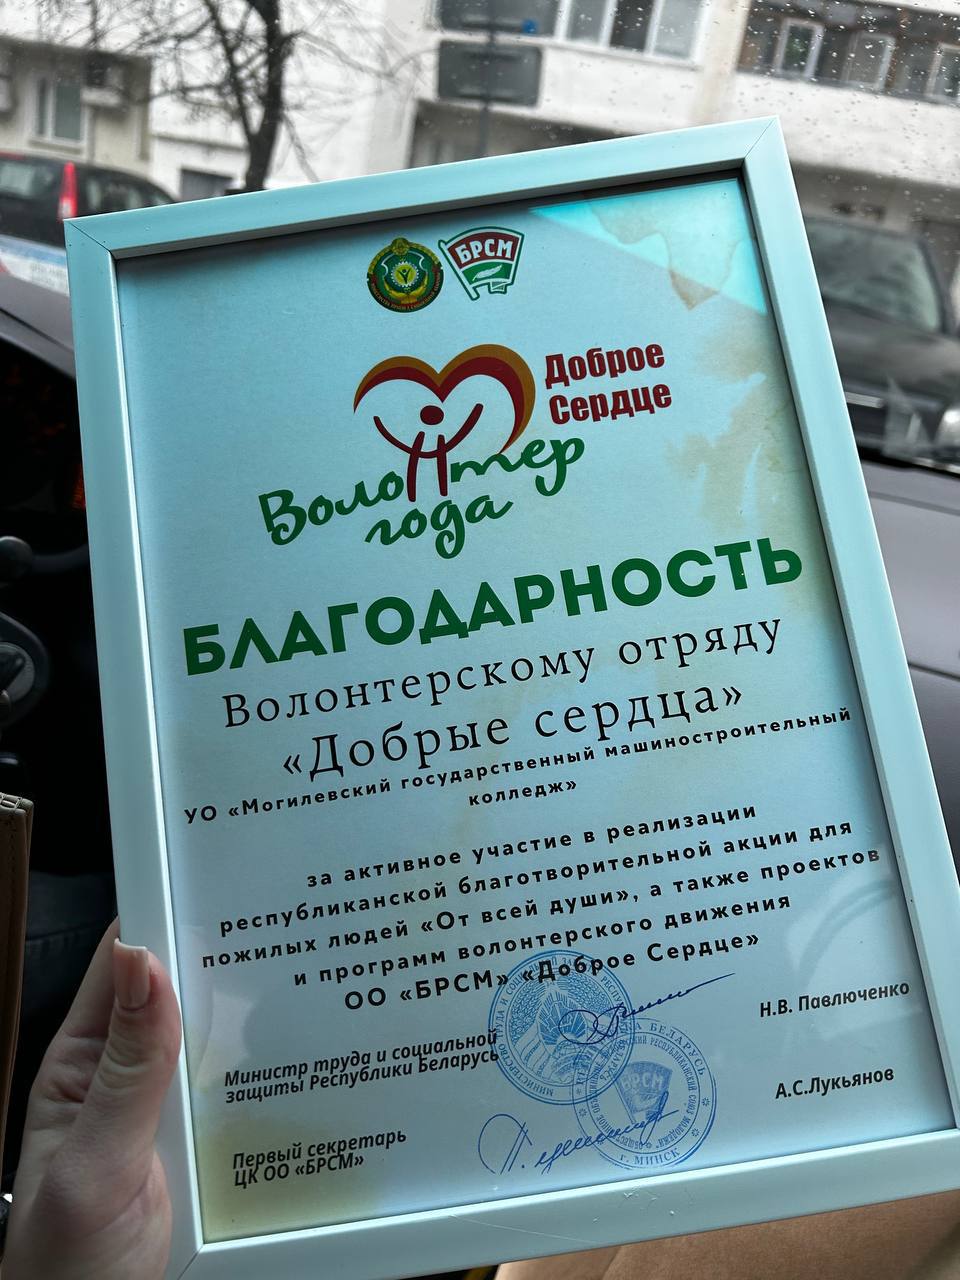 БРСМ
Доброе
Сердце
Волонтер
года
БЛАГОДАРНОСТЬ
Волонтерскому отряду
«Добрые сердца»
УО «Могилевский государственный машиностроительный
колледж»
за активное участие в реализации
республиканской благотворительной акции для
пожилых людей «От всей души», а также проектов
и программ волонтерского движения
ОО «БРСМ» «Доброе Сердце»
Министр труда и социальной
защиты Республики Беларусь
Н.В. Павлюченко
Первый секретарь
ЦК ОО «БРСМ»
А.С.Лукьянов
БРСМ
г. МИНСК